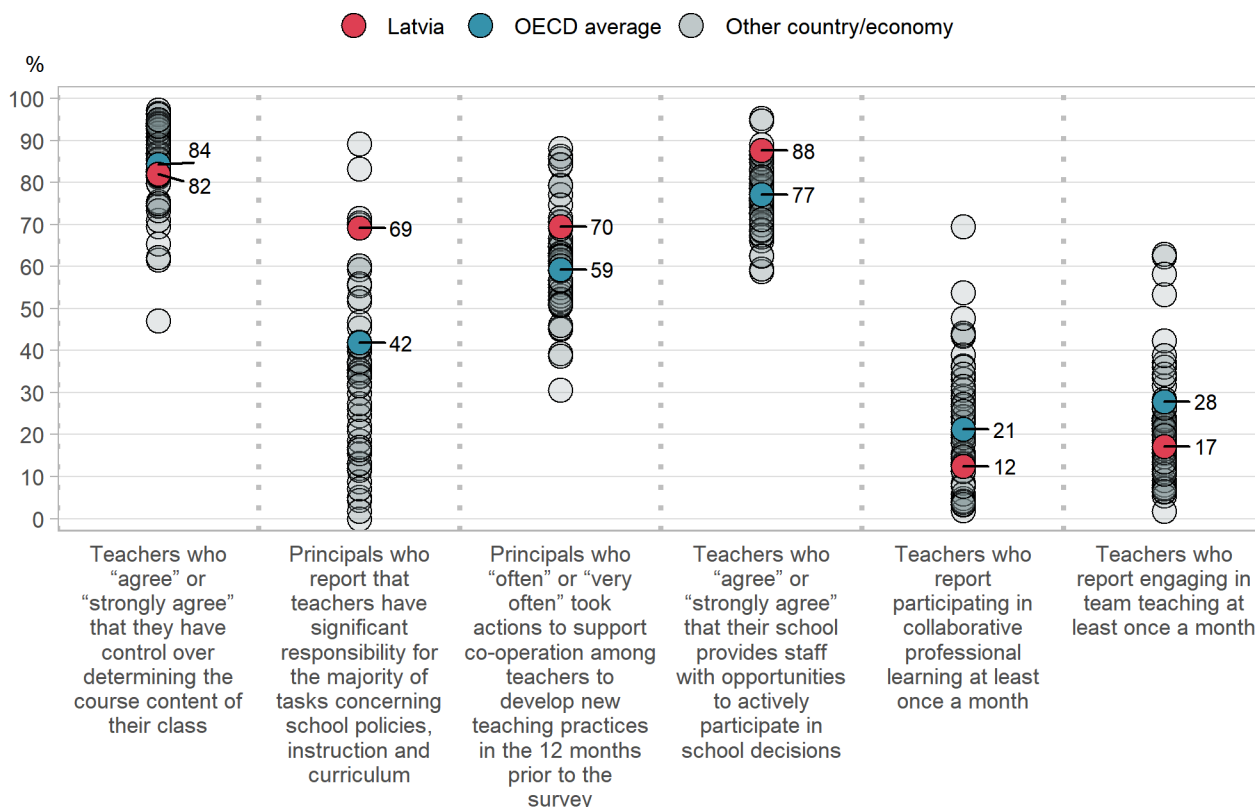 Latvia OECD average Other country/economy
%
100
90
80
70
60
50
40
30
20
10
0
84
82
69
42
70
59
88
77
21
12
28
17
Teachers who
“agree” or
“strongly agree”
that they have
control over
determining the
course content of
their class
Principals who
report that
teachers have
significant
responsibility for
the majority of
tasks concerning
school policies,
instruction and
curriculum
Principals who
“often” or “very
often” took
actions to support
co-operation among
teachers to
develop new
teaching practices
in the 12 months
prior to the
survey
Teachers who
“agree” or
“strongly agree”
that their school
provides staff
with opportunities
to actively
participate in
school decisions
Teachers who
report
participating in
collaborative
professional
learning at least
once a month
Teachers who
report engaging in
team teaching at
least once a month